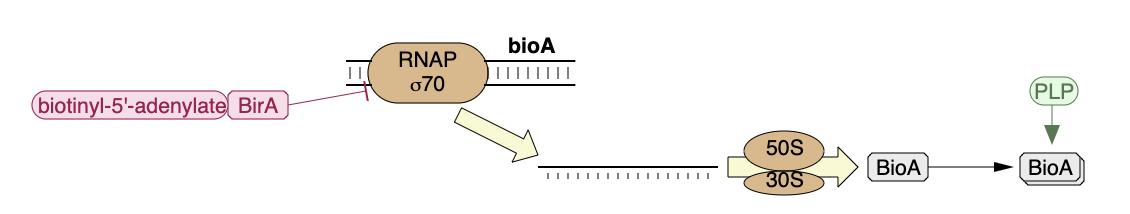 bioA
RNAP
σ70
biotinyl-5'-adenylate BirA
PLP
50S
30S
BioA
BioA